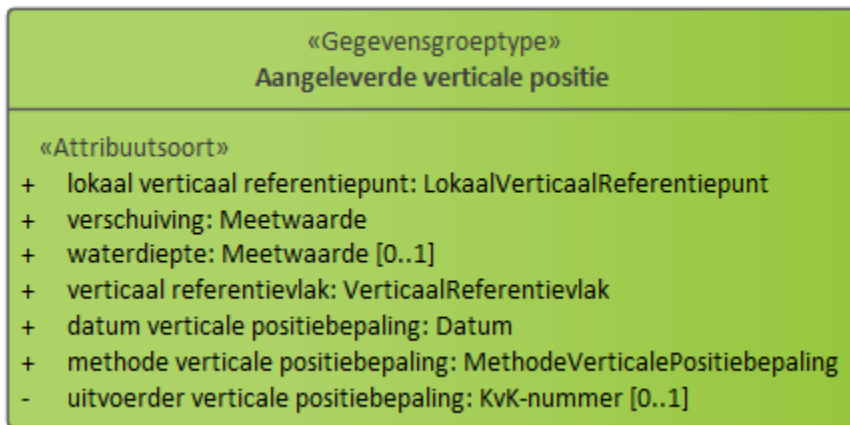 «Gegevensgroeptype»
Aangeleverde verticale positie
«Attribuutsoort»
+ lokaal verticaal referentiepunt: LokaalVerticaalReferentiepunt
+ verschuiving: Meetwaarde
+ waterdiepte: Meetwaarde [0..1]
+ verticaal referentievlak: VerticaalReferentievlak
+ datum verticale positiebepaling: Datum
+ methode verticale positiebepaling: MethodeVerticalePositiebepaling
- uitvoerder verticale positiebepaling: KvK-nummer [0..1]